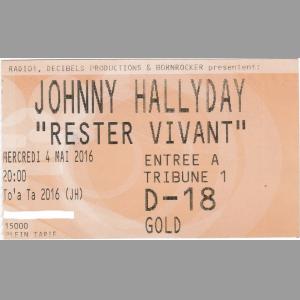 RADIO1, DECIBELS PRODUCTIONS & BORNROCKER presentent:
JOHNNY HALLYDAY
"RESTER VIVANT"
MERCREDI 4 MAI 2016 ENTREE A
20:00 TRIBUNE 1
To'a Ta 2016 (JH) D-18
GOLD
15000
PLEIN TARIF